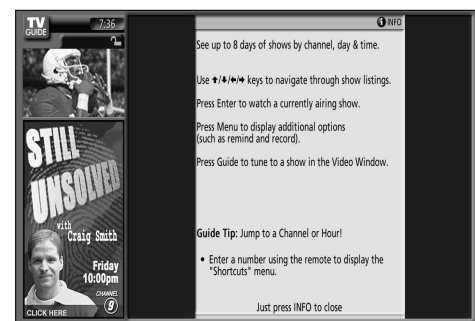 TV
GUIDE
7:36
INFO
See up to 8 days of shows by channel, day & time.
Use ↑/↓/←/→ keys to navigate through show listings.
Press Enter to watch a currently airing show.
Press Menu to display additional options
(such as remind and record).
Press Guide to tune to a show in the Video Window.
STILL
UNSOLVED
with
Craig Smith
Friday
10:00pm
CHANNEL
9
CLICK HERE
Guide Tip: Jump to a Channel or Hour!
• Enter a number using the remote to display the
"Shortcuts" menu.
Just press INFO to close